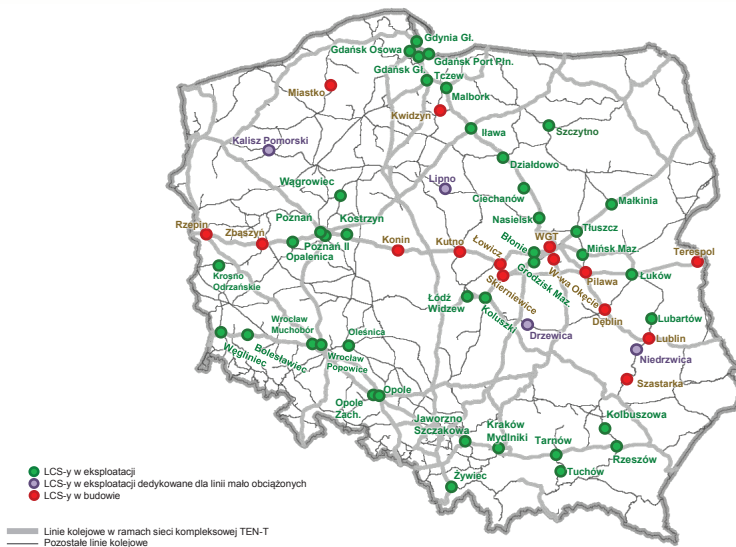 Gdynia Gł.
Gdańsk Osowa
Gdańsk Port Płn.
Gdańsk Gł.
Tczew
Malbork
Miastko
Kwidzyń
Iława
Szczytno
Kalisz Pomorski
Działdowo
Lipno
Wągrowiec
Ciechanów
Małkinia
Nasielsk
Rzepin
Zbąszyń
Poznań
Kostrzyn
Tłuszcz
WGT
Konin
Kutno
Łowicz
Błonie
Mińsk Maz.
Terespol
Poznań II
Opalenica
Grodzisk Maz.
W-wa Okęcie
Pilawa
Łuków
Krosno
Odrzańskie
Skierniewice
Łódź
Widzew
Koluszki
Dęblin
Lubartów
Wrocław
Muchobór
Oleśnica
Drzewica
Lublin
Węgliniec
Bolesławiec
Wrocław
Popowice
Niedrzwica
Szastarka
Opole
Opole
Zach.
Jaworzno
Szczakowa
Kraków
Mydlniki
Kolbuszowa
Tarnów
Rzeszów
Tuchów
Żywiec
LCS-y w eksploatacji
LCS-y w eksploatacji dedykowane dla linii mało obciążonych
LCS-y w budowie
Linie kolejowe w ramach sieci kompleksowej TEN-T
Pozostałe linie kolejowe